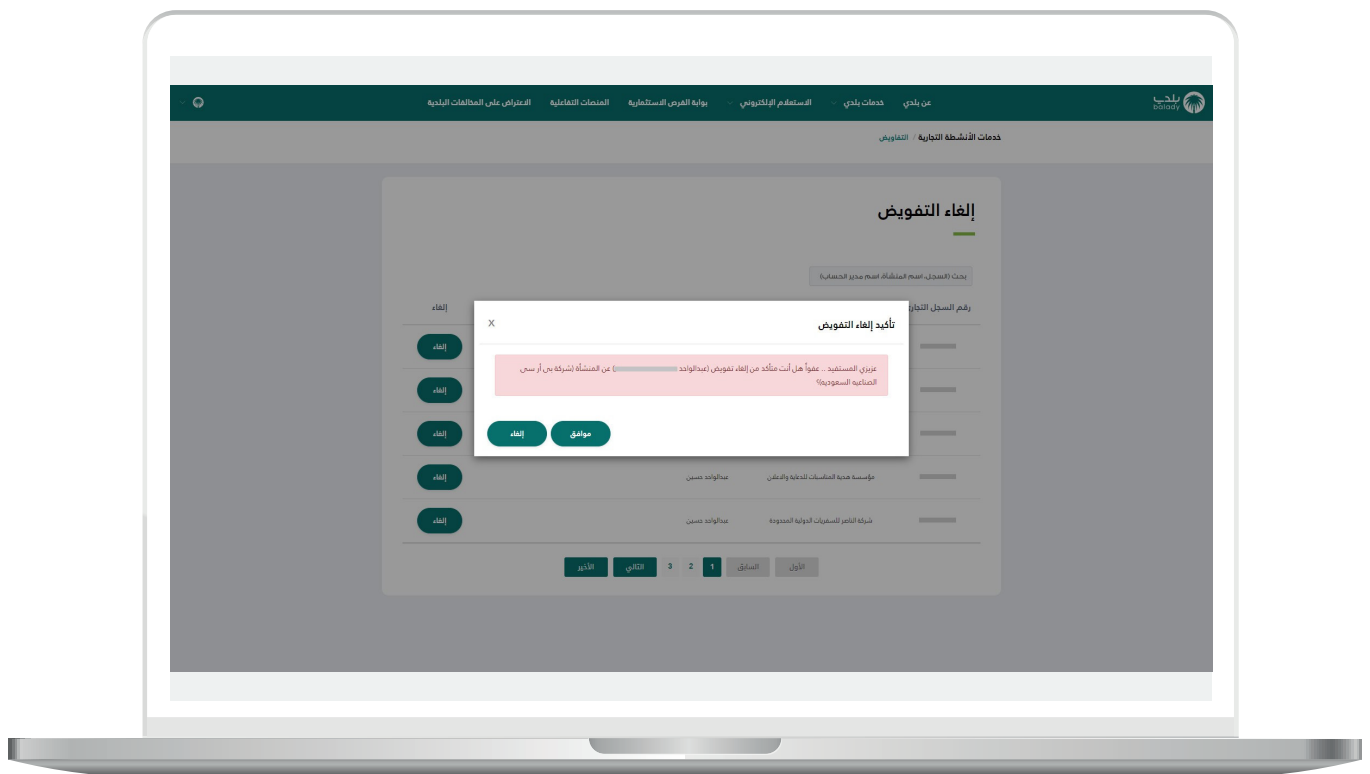 بلدي
balady
عن بلدي
خدمات بلدي
الاستعلام الإلكتروني
بوابة الفرص الاستثمارية
المنصات التفاعلية
الاعتراض على المخالفات البلدية
خدمات الأنشطة التجارية / التفاويض
إلغاء التفويض
بحث (السجل، اسم المنشأة، اسم مدير الحساب)
رقم السجل التجاري
إلغاء
تأكيد إلغاء التفويض
X
عزيزي المستفيد .. عفواً هل أنت متأكد من إلغاء تفويض (عبدالواحد ) عن المنشأة (شركة بي أر سي
الصناعيه السعوديه)؟
موافق
إلغاء
إلغاء
إلغاء
إلغاء
مؤسسة هدية المناسبات للدعاية والاعلان
عبدالواحد حسين
إلغاء
شركة الناصر للسفريات الدولية المحدودة
عبدالواحد حسين
إلغاء
الأول
السابق
1
2
3
التالي
الأخير